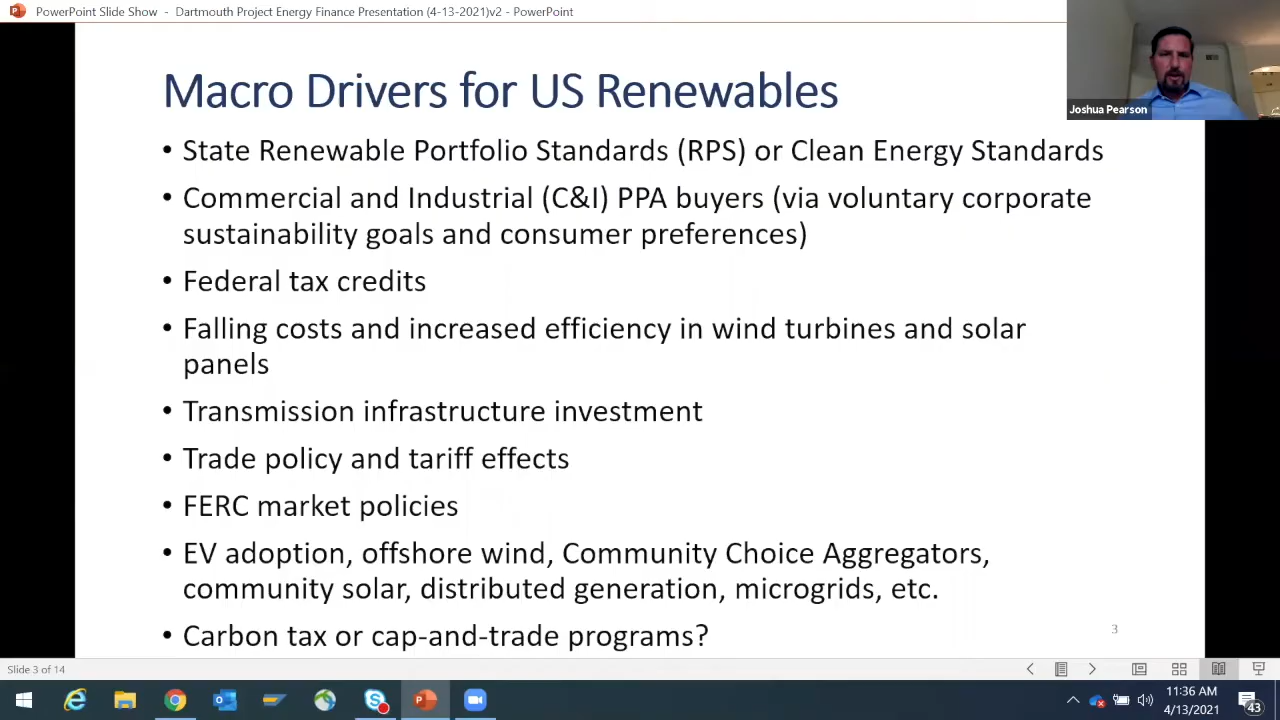 PowerPoint Slide Show - Dartmouth Project Energy Finance Presentation (4-13-2021)v2 - PowerPoint
Macro Drivers for US Renewables
Joshua Pearson
• State Renewable Portfolio Standards (RPS) or Clean Energy Standards
• Commercial and Industrial (C&I) PPA buyers (via voluntary corporate
sustainability goals and consumer preferences)
• Federal tax credits
• Falling costs and increased efficiency in wind turbines and solar
panels
• Transmission infrastructure investment
• Trade policy and tariff effects
• FERC market policies
• EV adoption, offshore wind, Community Choice Aggregators,
community solar, distributed generation, microgrids, etc.
• Carbon tax or cap-and-trade programs?
3
Slide 3 of 14
11:36 AM
4/13/2021
43